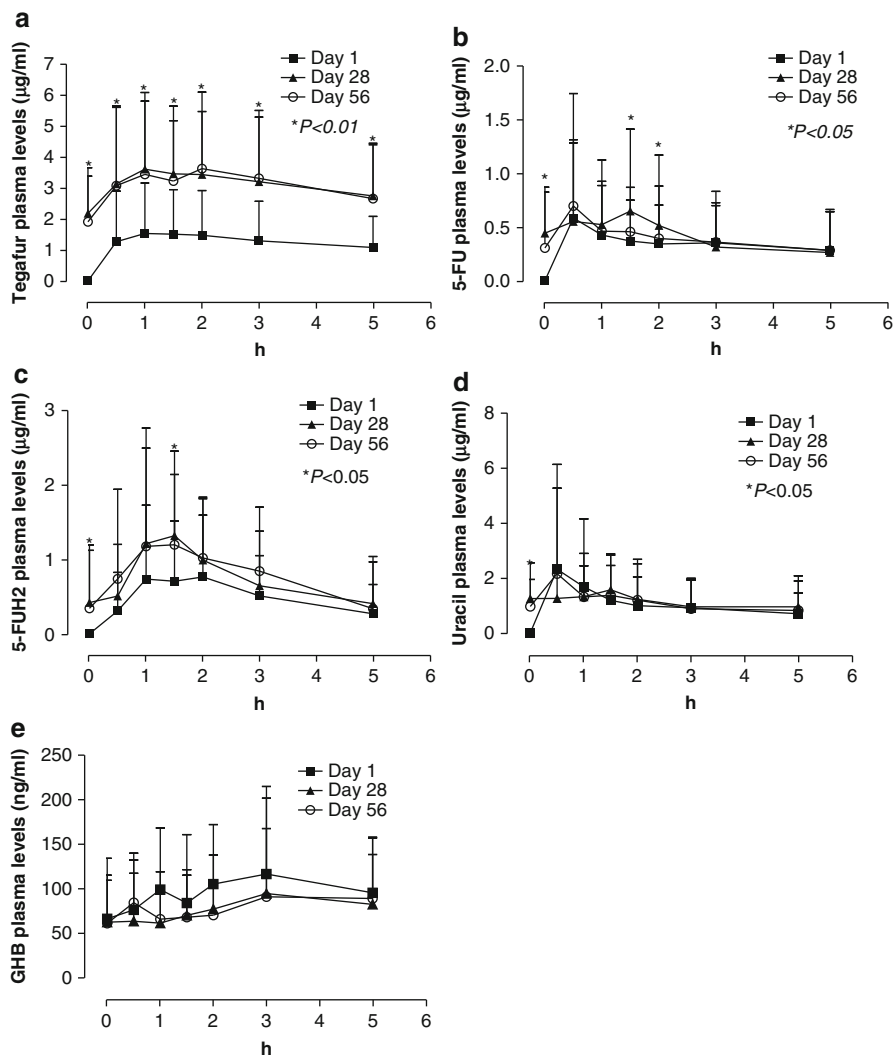 a
Tegafur plasma levels (µg/ml)
7
6
5
4
3
2
1
0
Day 1
Day 28
Day 56
*P<0.01
* * * * * * *
0 1 2 3 4 5 6
h
b
5-FU plasma levels (µg/ml)
2.0
1.5
1.0
0.5
0.0
Day 1
Day 28
Day 56
*P<0.05
* * *
0 1 2 3 4 5 6
h
c
5-FUH2 plasma levels (µg/ml)
3
2
1
0
Day 1
Day 28
Day 56
*P<0.05
* *
0 1 2 3 4 5 6
h
d
Uracil plasma levels (µg/ml)
8
6
4
2
0
Day 1
Day 28
Day 56
*P<0.05
*
0 1 2 3 4 5 6
h
e
GHB plasma levels (ng/ml)
250
200
150
100
50
0
Day 1
Day 28
Day 56
0 1 2 3 4 5 6
h